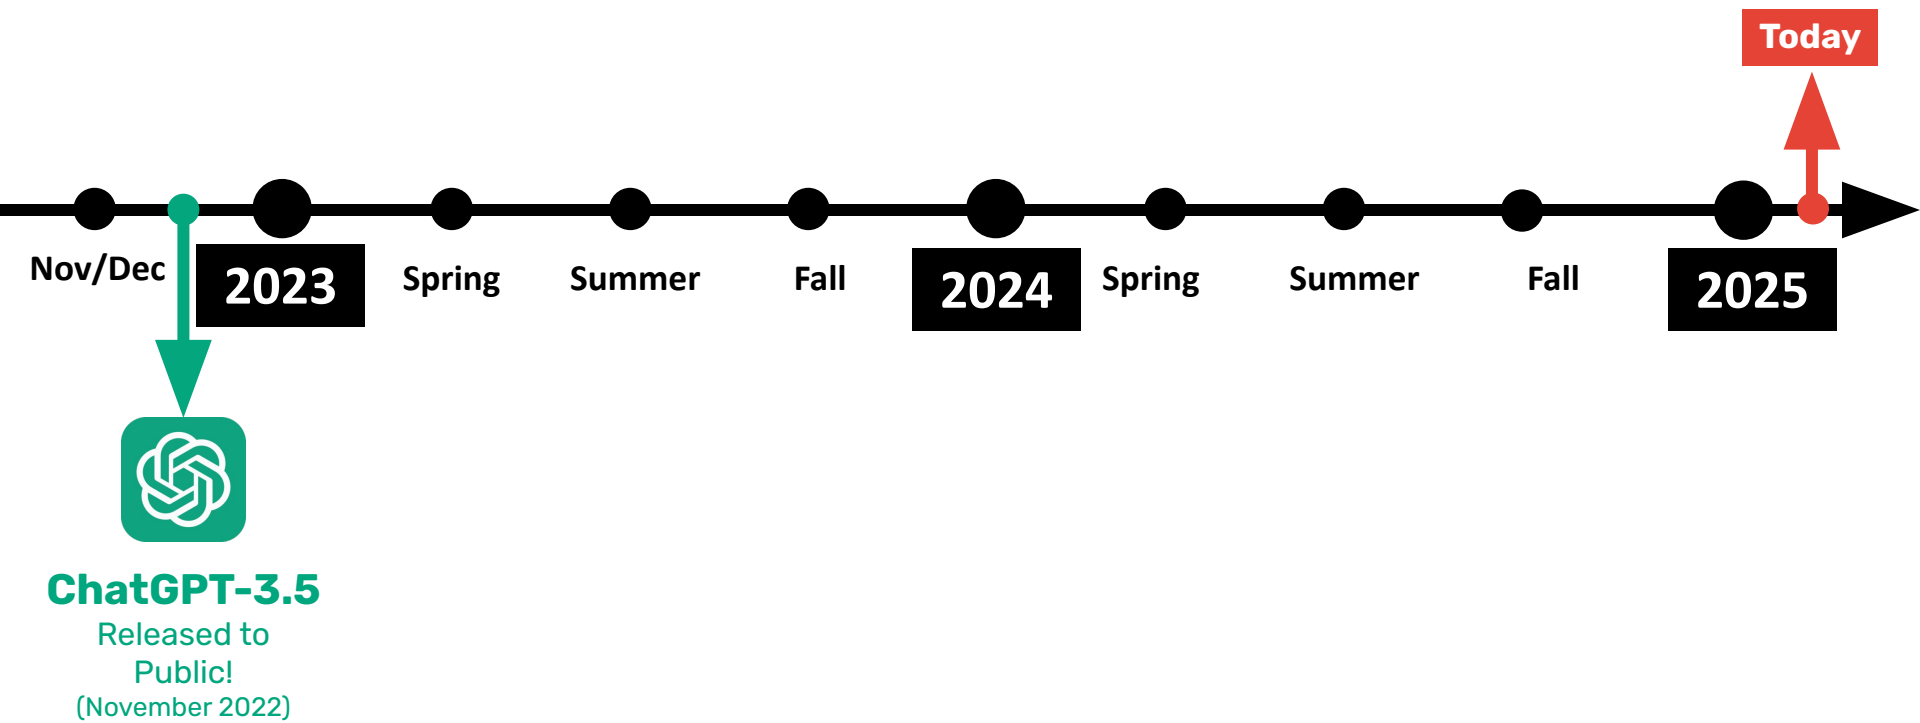 Today
Nov/Dec
2023
Spring
Summer
Fall
2024
Spring
Summer
Fall
2025
ChatGPT-3.5
Released to
Public!
(November 2022)